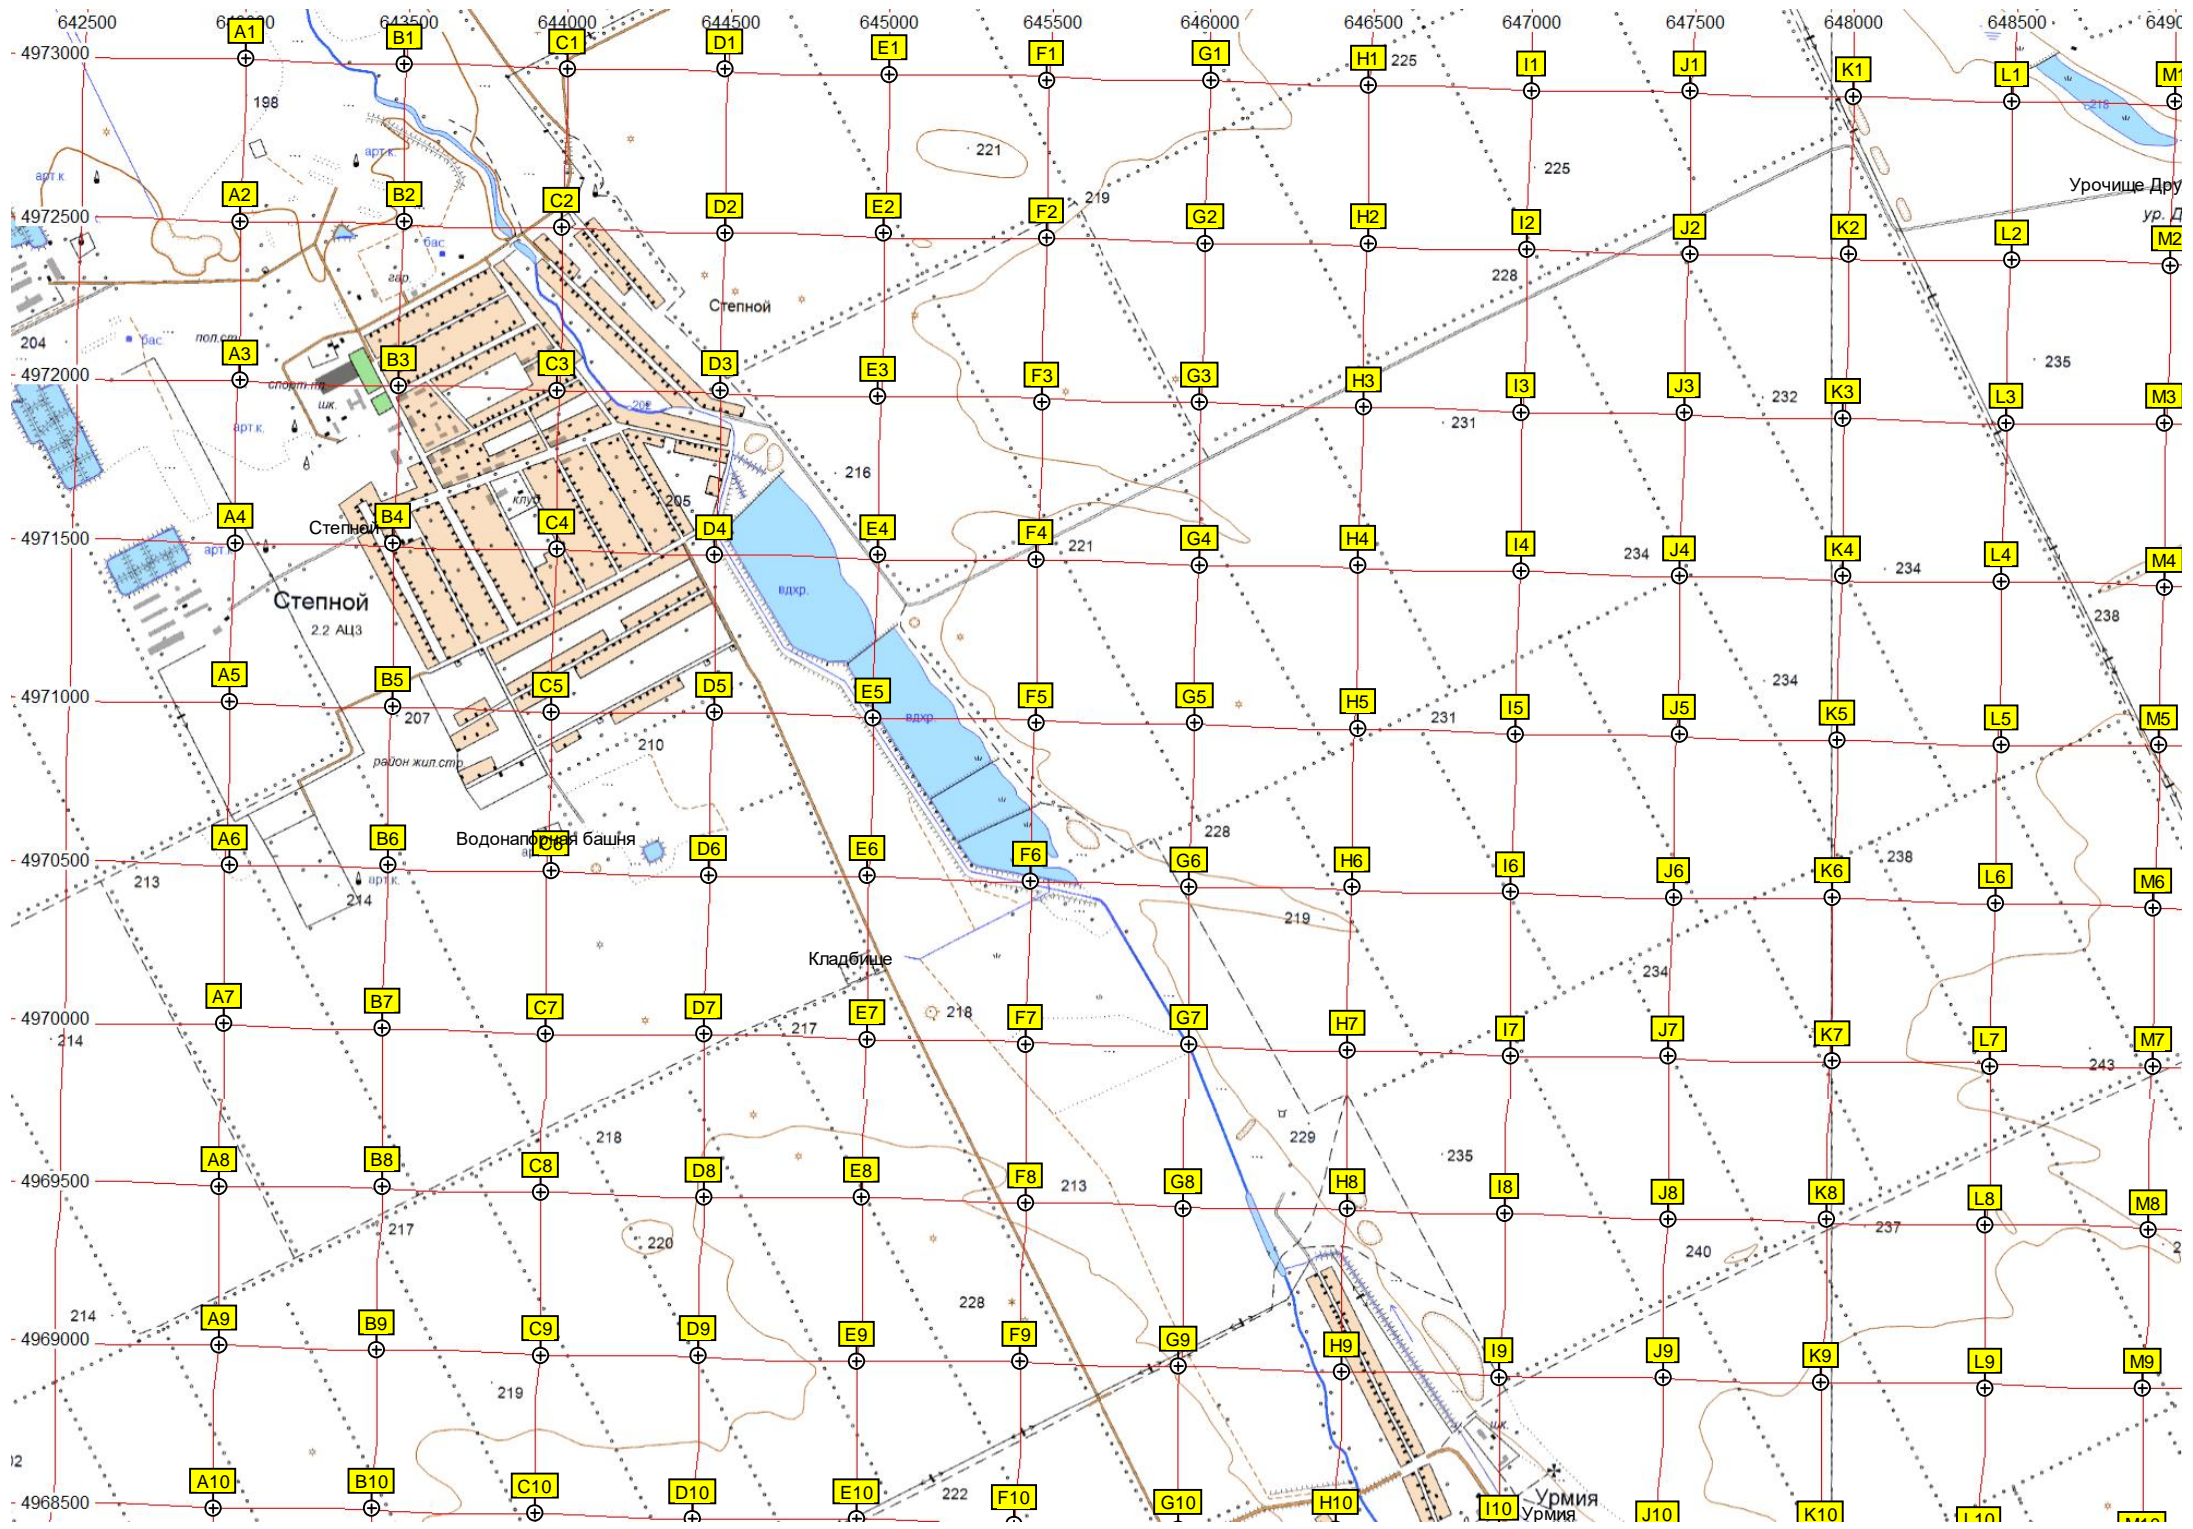 642500 643000 643500 644000 644500 645000 645500 646000 646500 647000 647500 648000 648500 6490
4973000 A1 B1 C1 D1 E1 F1 G1 H1 225 I1 J1 K1 L1 M1
198 218
арт.к.
221 225
арт к.
219 Урочище Дру
ур. Д
4972500 A2 B2 C2 D2 E2 F2 G2 H2 I2 J2 K2 L2 M2
бас.
гар. 228
Степной
204 бас. пол.ст. 235
4972000 A3 B3 C3 D3 E3 F3 G3 H3 I3 J3 K3 L3 M3
спорт.пл.
шк. 202 232
арт.к. 231
216
клуб 205
4971500 A4 Степной B4 C4 D4 E4 F4 G4 H4 I4 J4 K4 L4 M4
арт.к. 221 234 234
вдхр.
Степной 238
2.2 АЦЗ
4971000 A5 B5 C5 D5 E5 F5 G5 H5 I5 J5 K5 L5 M5
207 вдхр. 231 234
210
район жил.стр.
228
Водонапорная башня
4970500 A6 B6 C6 D6 E6 F6 G6 H6 I6 J6 K6 L6 M6
238
213 арт.к.
214 219
Кладбище 234
4970000 A7 B7 C7 D7 E7 F7 G7 H7 I7 J7 K7 L7 M7
214 217 218 243
218 229
235
4969500 A8 B8 C8 D8 E8 F8 213 G8 H8 I8 J8 K8 L8 M8
217 220 237
240
228
214
4969000 A9 B9 C9 D9 E9 F9 G9 H9 I9 J9 K9 L9 M9
219
шк.
4968500 A10 B10 C10 D10 E10 222 F10 G10 H10 I10 Урмия J10 K10 L10 M10
Урмия